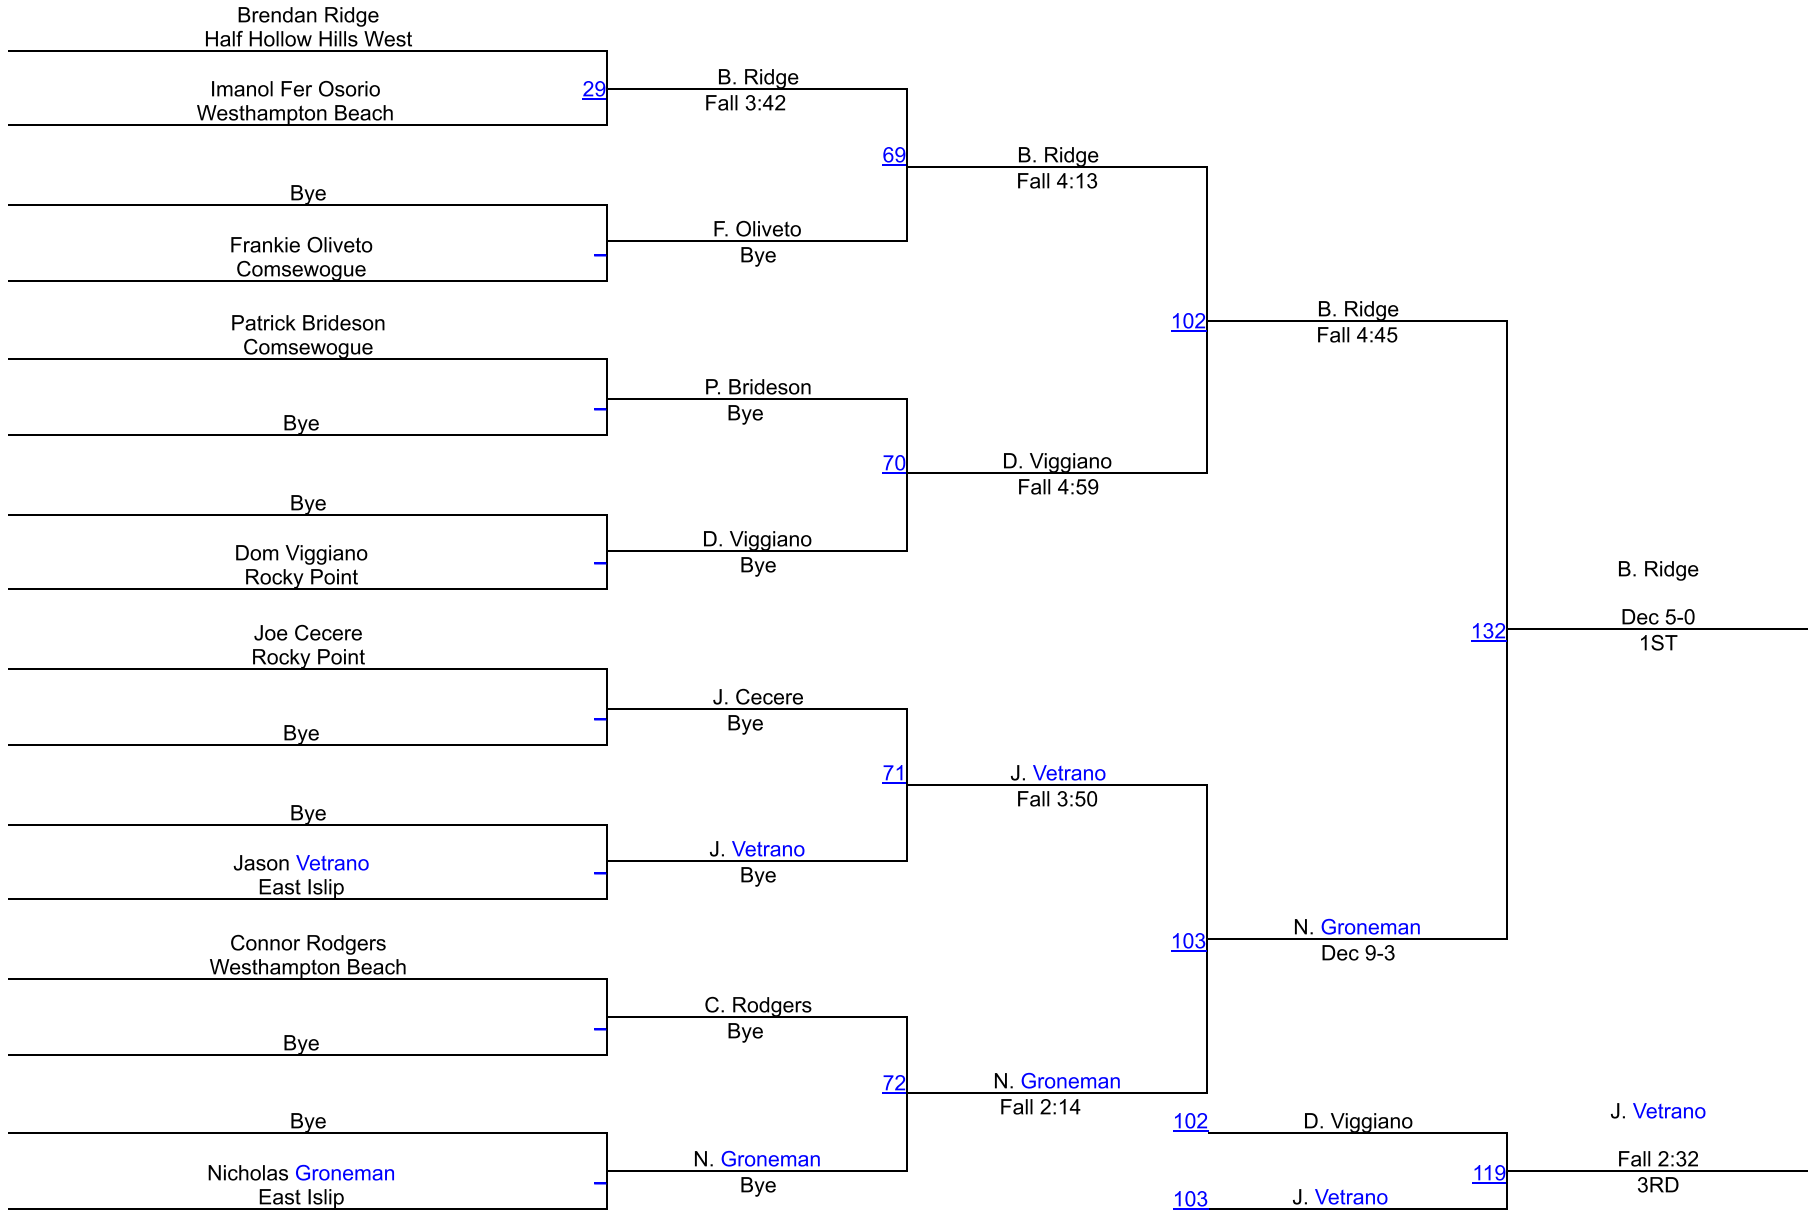 Brendan Ridge
Half Hollow Hills West
Imanol Fer Osorio
Westhampton Beach
29
Bye
Frankie Oliveto
Comsewogue
Patrick Brideson
Comsewogue
Bye
Bye
Dom Viggiano
Rocky Point
Joe Cecere
Rocky Point
Bye
Bye
Jason Vetrano
East Islip
Connor Rodgers
Westhampton Beach
Bye
Bye
Nicholas Groneman
East Islip
B. Ridge
Fall 3:42
69
F. Oliveto
Bye
P. Brideson
Bye
70
D. Viggiano
Bye
J. Cecere
Bye
71
J. Vetrano
Bye
C. Rodgers
Bye
72
N. Groneman
Bye
B. Ridge
Fall 4:13
102
D. Viggiano
Fall 4:59
J. Vetrano
Fall 3:50
103
N. Groneman
Fall 2:14
B. Ridge
Fall 4:45
132
N. Groneman
Dec 9-3
B. Ridge
Dec 5-0
1ST
102
D. Viggiano
119
103
J. Vetrano
J. Vetrano
Fall 2:32
3RD